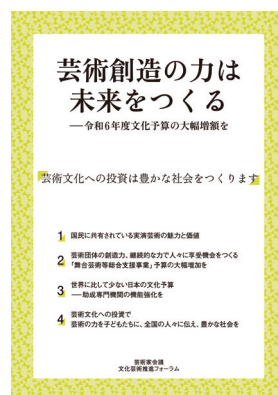 芸術創造の力は
未来をつくる
―令和6年度文化予算の大幅増額を
芸術文化への投資は豊かな社会をつくります
1 国民に共有されている実演芸術の魅力と価値
2 芸術団体の創造力、継続的な力で人々に享受機会をつくる
「舞台芸術等総合支援事業」予算の大幅増加を
3 世界に比して少ない日本の文化予算
―助成専門機関の機能強化を
4 芸術文化への投資で
芸術の力を子どもたちに、全国の人々に伝え、豊かな社会を
芸術家会議
文化芸術推進フォーラム